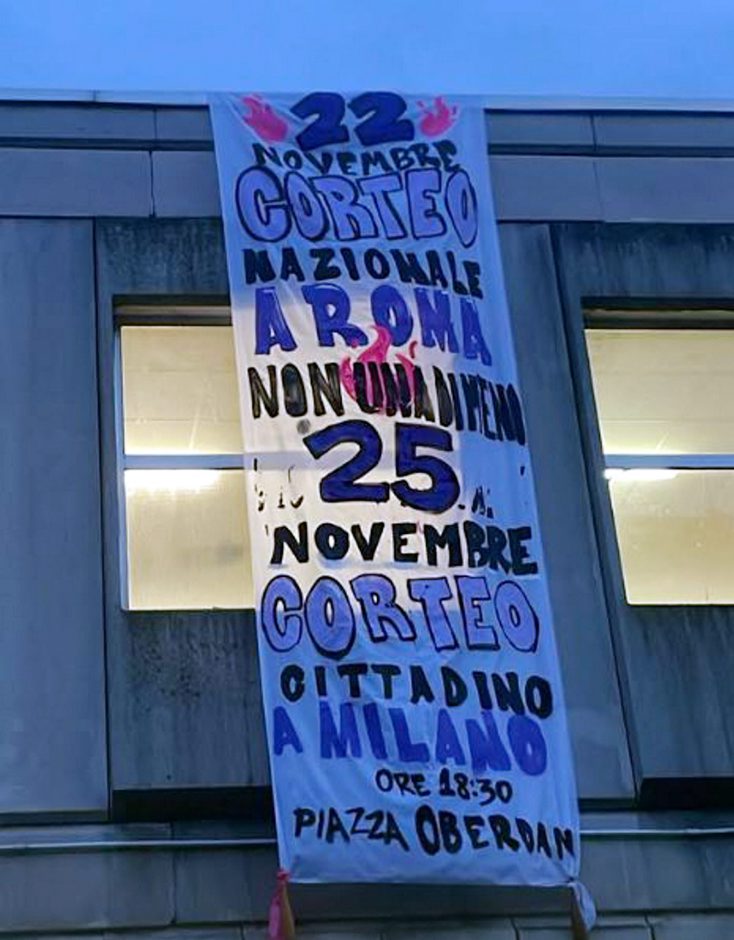 22
NOVEMBRE
CORTEO
NAZIONALE
A ROMA
NON UNA DI MENO
25
NOVEMBRE
CORTEO
CITTADINO
A MILANO
ORE 18:30
PIAZZA OBERDAN